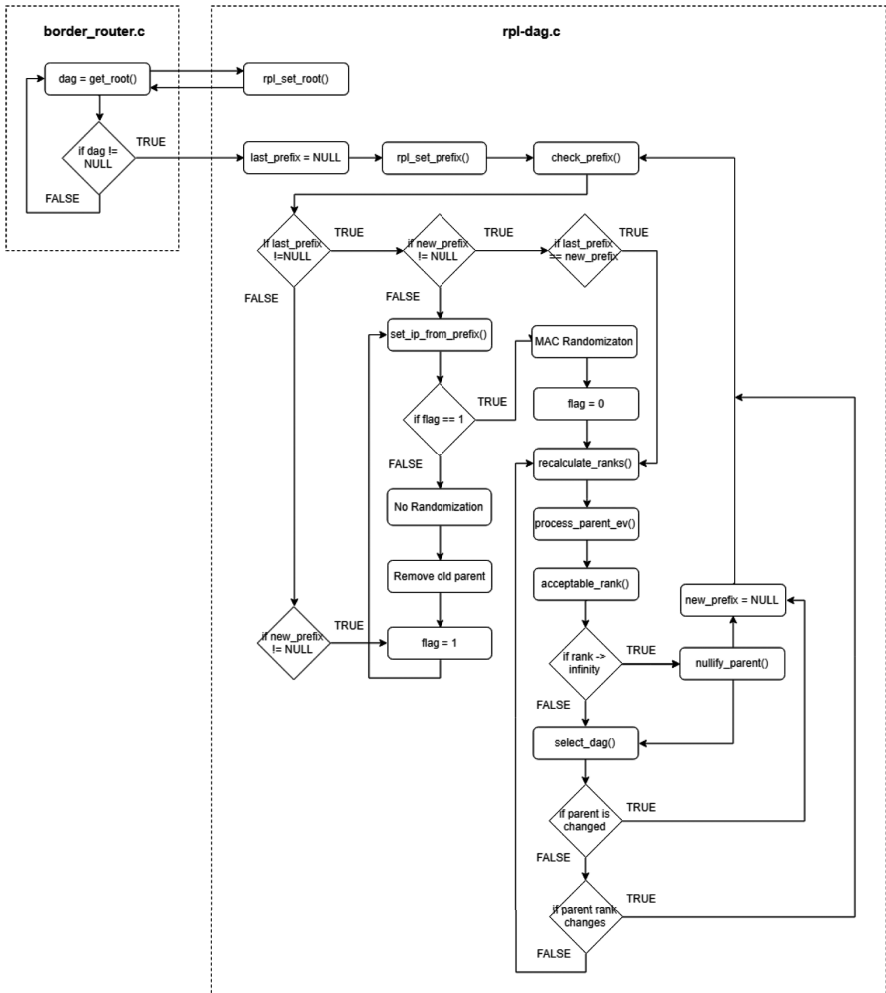 border_router.c
rpl-dag.c
dag = get_root()
rpl_set_root()
if dag !=
NULL
TRUE
FALSE
last_prefix = NULL
rpl_set_prefix()
check_prefix()
if last_prefix
!=NULL
TRUE
FALSE
if new_prefix
!= NULL
TRUE
FALSE
if last_prefix
== new_prefix
TRUE
set_ip_from_prefix()
MAC Randomizaton
if flag == 1
TRUE
FALSE
flag = 0
recalculate_ranks()
No Randomization
process_parent_ev()
Remove old parent
acceptable_rank()
new_prefix = NULL
if new_prefix
!= NULL
TRUE
flag = 1
if rank ->
infinity
TRUE
FALSE
nullify_parent()
select_dag()
if parent is
changed
TRUE
FALSE
if parent rank
changes
TRUE
FALSE